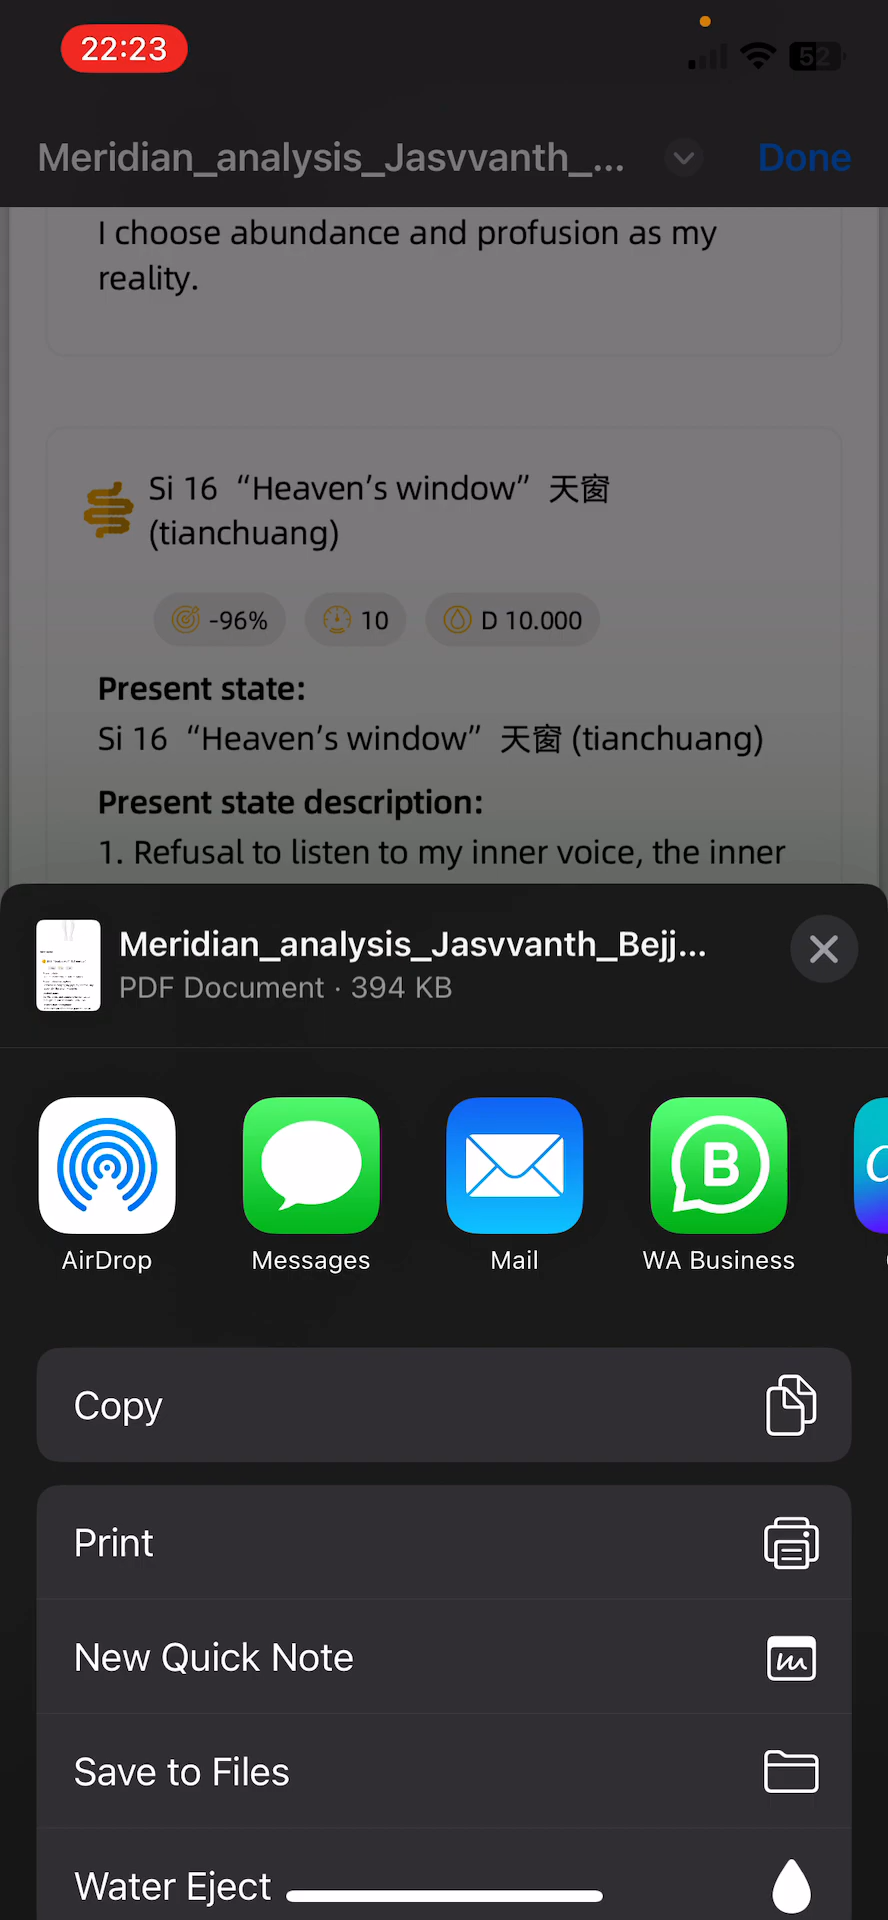 22:23
52
Meridian_analysis_Jasvvanth_...
Done
I choose abundance and profusion as my
reality.
Si 16 “Heaven’s window” 天窗
(tianchuang)
-96%
10
D 10.000
Present state:
Si 16 “Heaven’s window” 天窗 (tianchuang)
Present state description:
1. Refusal to listen to my inner voice, the inner
Meridian_analysis_Jasvvanth_Bejj...
PDF Document · 394 KB
AirDrop
Messages
Mail
WA Business
Copy
Print
New Quick Note
Save to Files
Water Eject